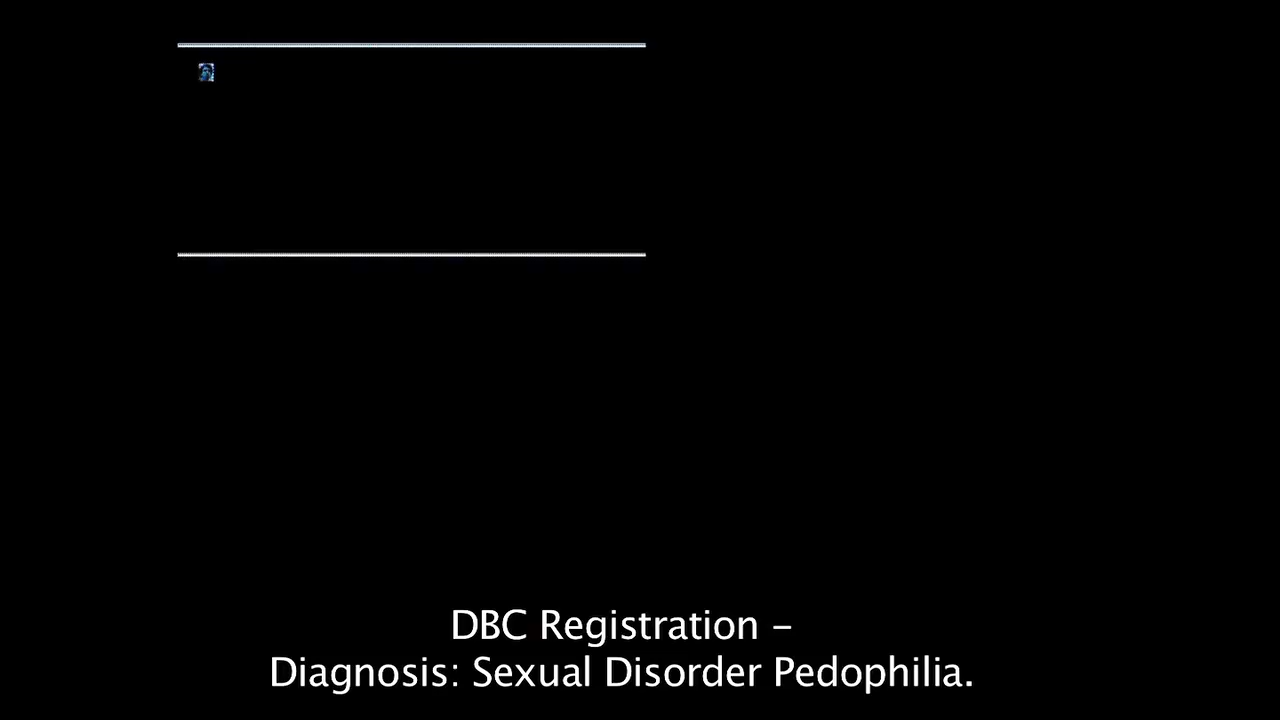 DBC Registration –
Diagnosis: Sexual Disorder Pedophilia.